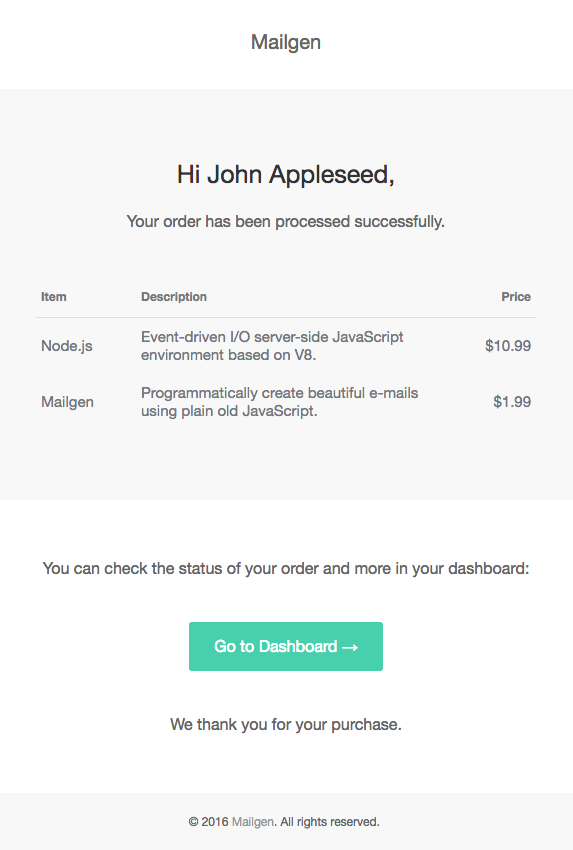 Mailgen
Hi John Appleseed,
Your order has been processed successfully.
Item Description Price
Node.js Event-driven I/O server-side JavaScript environment based on V8. $10.99
Mailgen Programmatically create beautiful e-mails using plain old JavaScript. $1.99
You can check the status of your order and more in your dashboard:
Go to Dashboard →
We thank you for your purchase.
© 2016 Mailgen. All rights reserved.